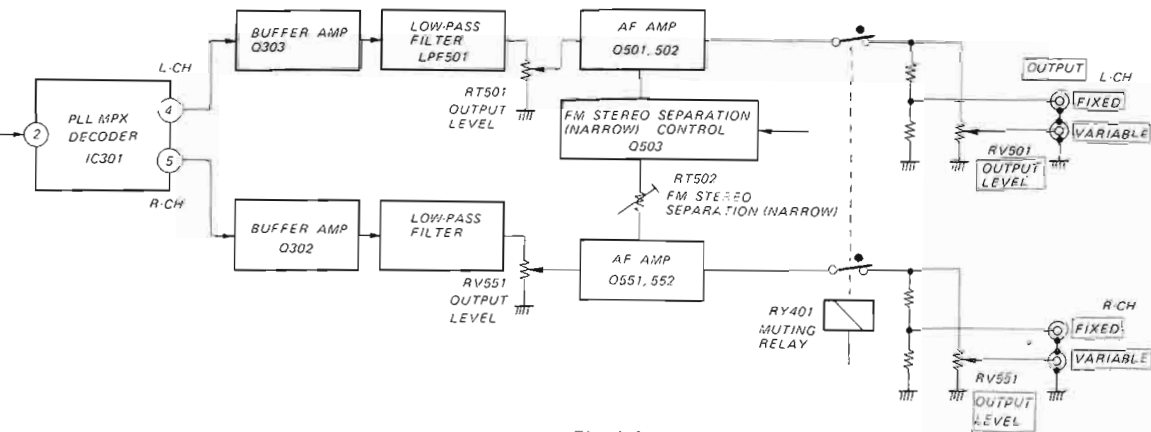 BUFFER AMP
Q303
LOW-PASS
FILTER
LPF501
AF AMP
Q501, 502
L-CH
PLL MPX
DECODER
IC301
2
4
5
R-CH
RT501
OUTPUT
LEVEL
FM STEREO SEPARATION
(NARROW) CONTROL
Q503
RT502
FM STEREO
SEPARATION (NARROW)
OUTPUT
L-CH
FIXED
VARIABLE
RV501
OUTPUT
LEVEL
BUFFER AMP
Q302
LOW-PASS
FILTER
RV551
OUTPUT
LEVEL
AF AMP
Q551, 552
RY401
MUTING
RELAY
R-CH
FIXED
VARIABLE
RV551
OUTPUT
LEVEL